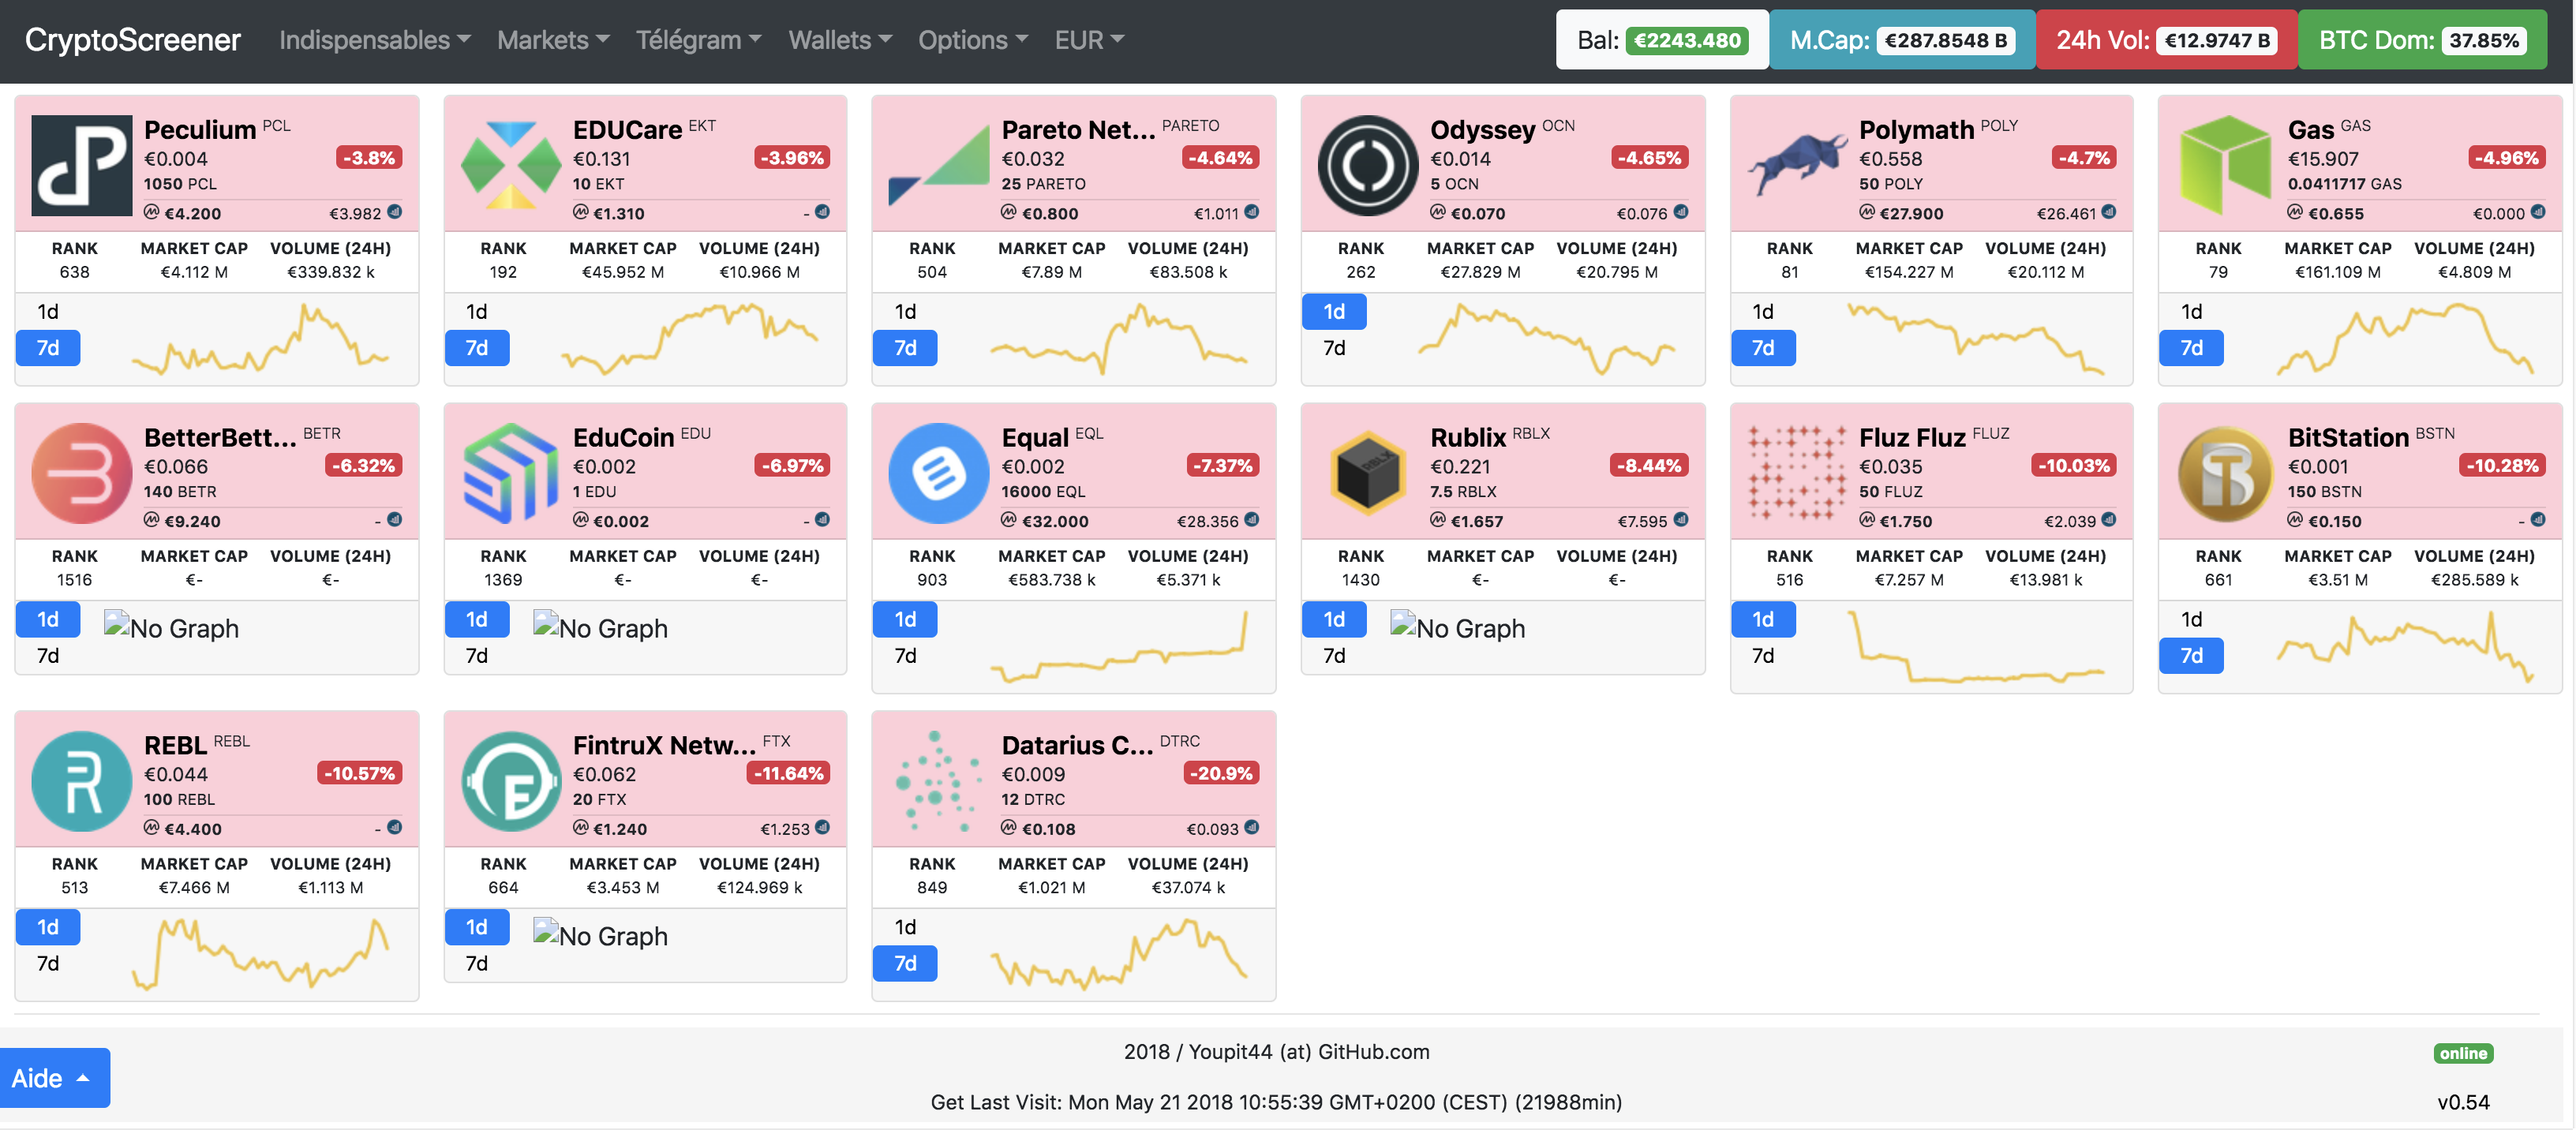 CryptoScreener Indispensables Markets Télégram Wallets Options EUR Bal: €2243.480 M.Cap: €287.8548 B 24h Vol: €12.9747 B BTC Dom: 37.85%
Peculium PCL
€0.004 -3.8%
1050 PCL
€4.200 €3.982
RANK MARKET CAP VOLUME (24H)
638 €4.112 M €339.832 k
1d
7d
EDUCare EKT
€0.131 -3.96%
10 EKT
€1.310 -
RANK MARKET CAP VOLUME (24H)
192 €45.952 M €10.966 M
1d
7d
Pareto Net... PARETO
€0.032 -4.64%
25 PARETO
€0.800 €1.011
RANK MARKET CAP VOLUME (24H)
504 €7.89 M €83.508 k
1d
7d
Odyssey OCN
€0.014 -4.65%
5 OCN
€0.070 €0.076
RANK MARKET CAP VOLUME (24H)
262 €27.829 M €20.795 M
1d
7d
Polymath POLY
€0.558 -4.7%
50 POLY
€27.900 €26.461
RANK MARKET CAP VOLUME (24H)
81 €154.227 M €20.112 M
1d
7d
Gas GAS
€15.907 -4.96%
0.0411717 GAS
€0.655 €0.000
RANK MARKET CAP VOLUME (24H)
79 €161.109 M €4.809 M
1d
7d
BetterBett... BETR
€0.066 -6.32%
140 BETR
€9.240 -
RANK MARKET CAP VOLUME (24H)
1516 €- €-
1d No Graph
7d
EduCoin EDU
€0.002 -6.97%
1 EDU
€0.002 -
RANK MARKET CAP VOLUME (24H)
1369 €- €-
1d No Graph
7d
Equal EQL
€0.002 -7.37%
16000 EQL
€32.000 €28.356
RANK MARKET CAP VOLUME (24H)
903 €583.738 k €5.371 k
1d
7d
Rublix RBLX
RBLX
€0.221 -8.44%
7.5 RBLX
€1.657 €7.595
RANK MARKET CAP VOLUME (24H)
1430 €- €-
1d No Graph
7d
Fluz Fluz FLUZ
€0.035 -10.03%
50 FLUZ
€1.750 €2.039
RANK MARKET CAP VOLUME (24H)
516 €7.257 M €13.981 k
1d
7d
BitStation BSTN
€0.001 -10.28%
150 BSTN
€0.150 -
RANK MARKET CAP VOLUME (24H)
661 €3.51 M €285.589 k
1d
7d
REBL REBL
€0.044 -10.57%
100 REBL
€4.400 -
RANK MARKET CAP VOLUME (24H)
513 €7.466 M €1.113 M
1d
7d
FintruX Netw... FTX
€0.062 -11.64%
20 FTX
€1.240 €1.253
RANK MARKET CAP VOLUME (24H)
664 €3.453 M €124.969 k
1d No Graph
7d
Datarius C... DTRC
€0.009 -20.9%
12 DTRC
€0.108 €0.093
RANK MARKET CAP VOLUME (24H)
849 €1.021 M €37.074 k
1d
7d
2018 / Youpit44 (at) GitHub.com online
Aide
Get Last Visit: Mon May 21 2018 10:55:39 GMT+0200 (CEST) (21988min) v0.54